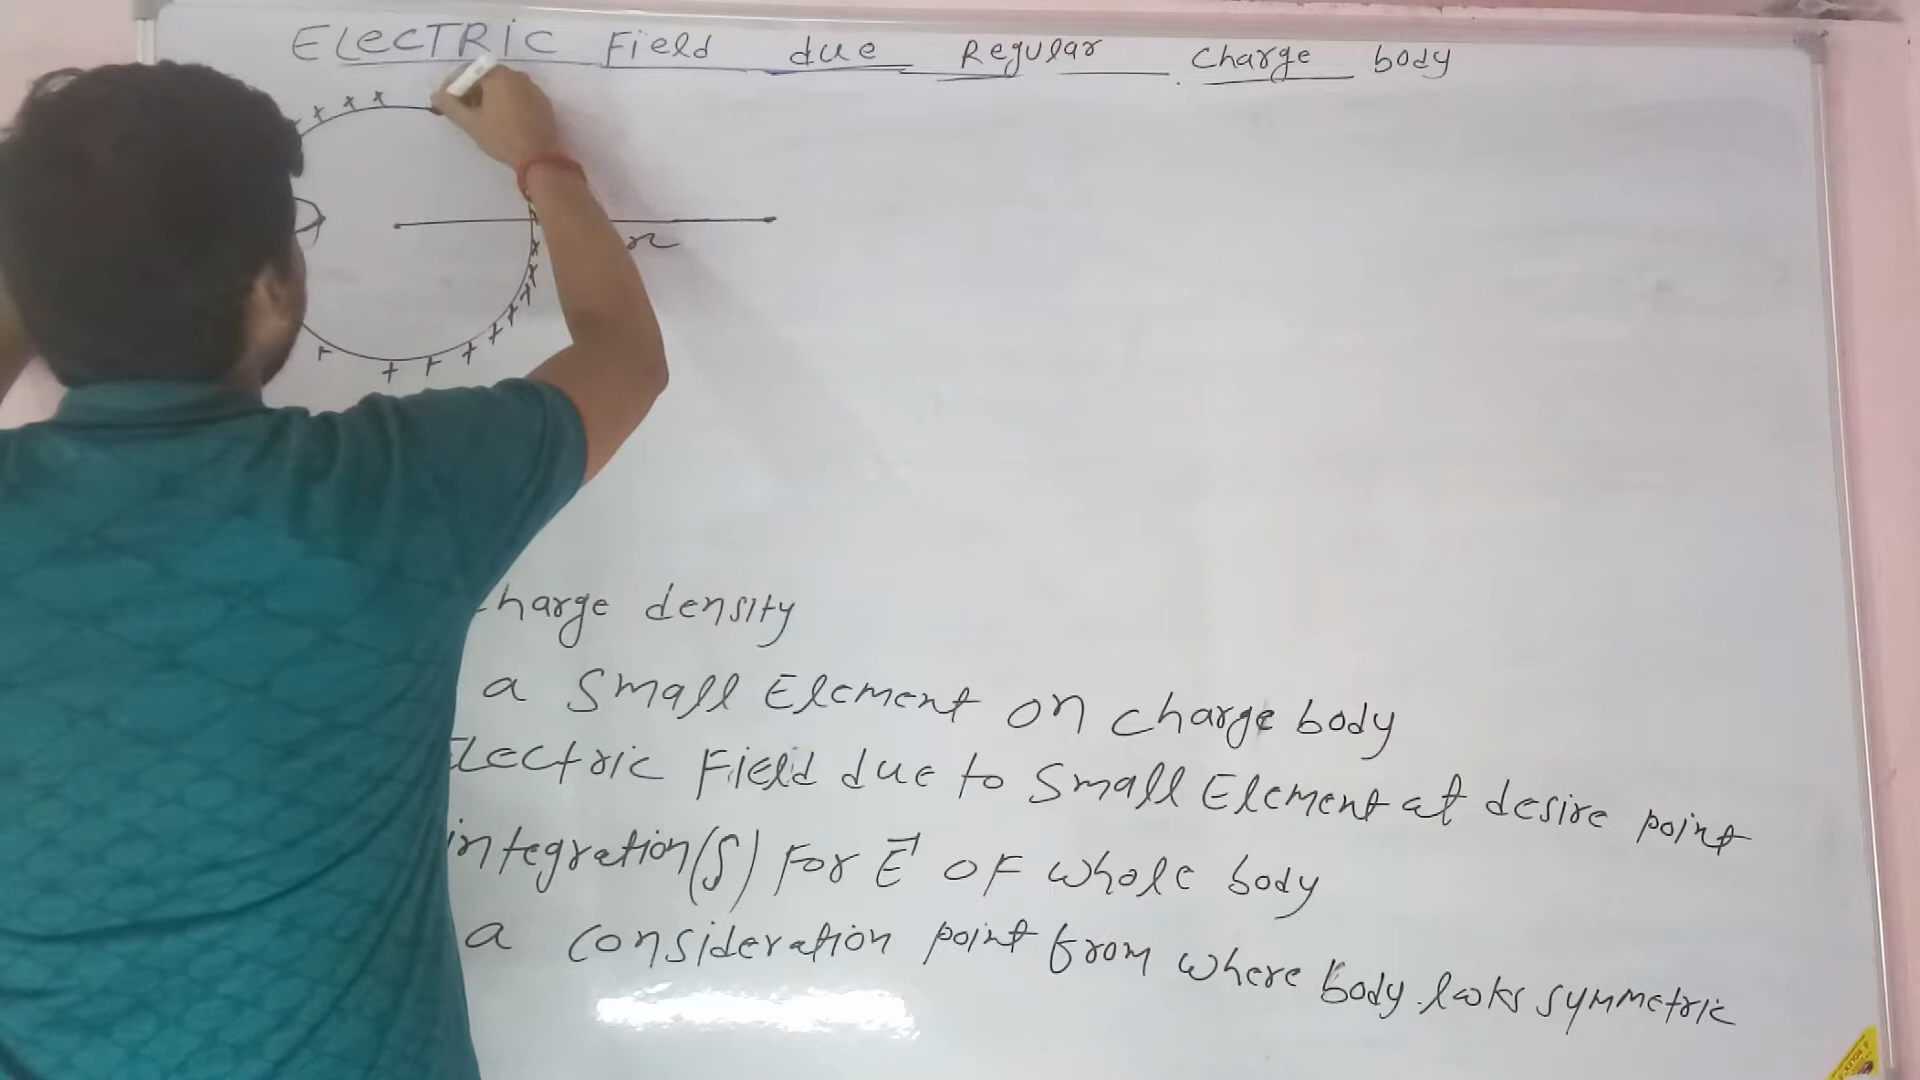 ELECTRIC Field due Regular charge body
+ x x
x
x x x + + + + + + +
charge density
a Small Element on charge body
Electric Field due to Small Element at desire point
integration (∫) For E⃗ OF whole body
a consideration point from where body looks symmetric